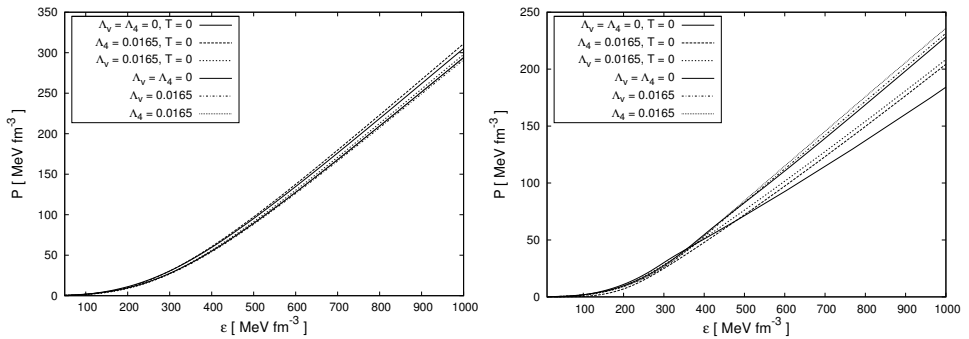 P [ MeV fm⁻³ ]
350
300
250
200
150
100
50
0
Λᵥ = Λ₄ = 0, T = 0
Λ₄ = 0.0165, T = 0
Λᵥ = 0.0165, T = 0
Λᵥ = Λ₄ = 0
Λᵥ = 0.0165
Λ₄ = 0.0165
100 200 300 400 500 600 700 800 900 1000
ε [ MeV fm⁻³ ]
P [ MeV fm⁻³ ]
250
200
150
100
50
0
Λᵥ = Λ₄ = 0, T = 0
Λ₄ = 0.0165, T = 0
Λᵥ = 0.0165, T = 0
Λᵥ = Λ₄ = 0
Λᵥ = 0.0165
Λ₄ = 0.0165
100 200 300 400 500 600 700 800 900 1000
ε [ MeV fm⁻³ ]